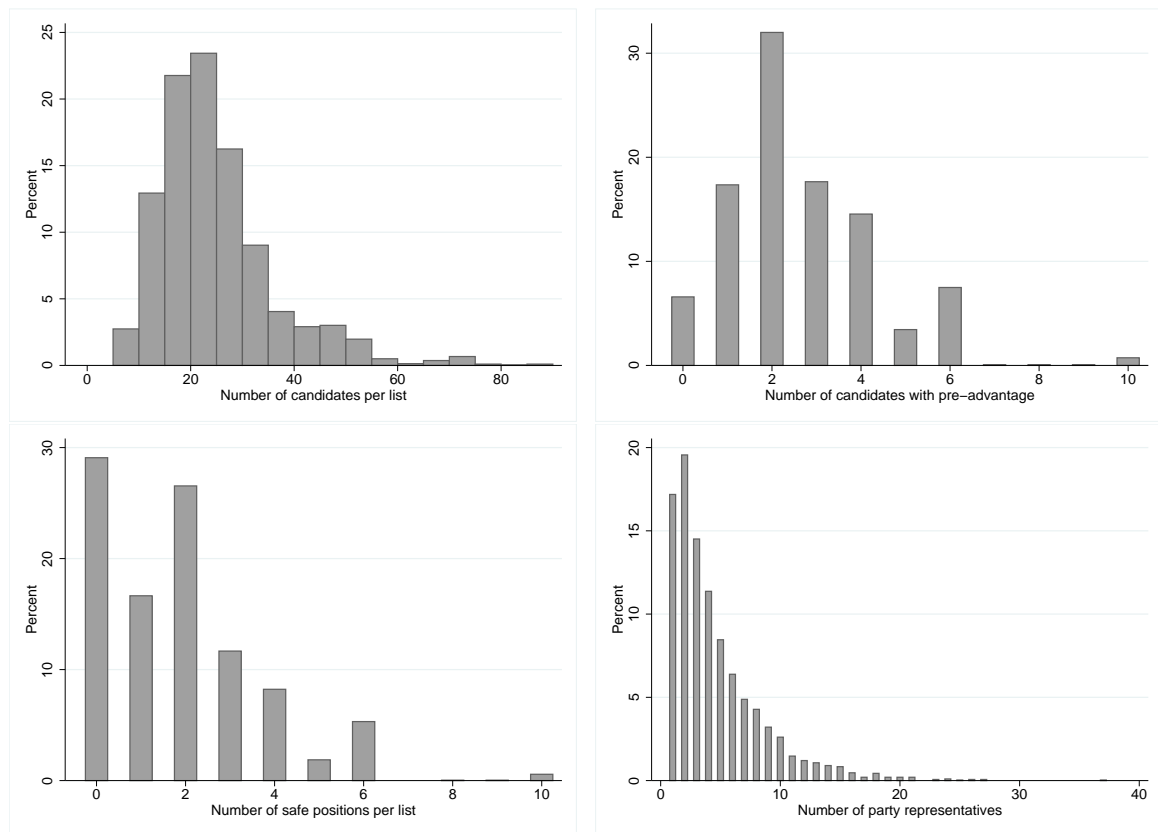 25
20
15
10
5
0
Percent
0 20 40 60 80
Number of candidates per list
30
20
10
0
Percent
0 2 4 6 8 10
Number of candidates with pre−advantage
30
20
10
0
Percent
0 2 4 6 8 10
Number of safe positions per list
20
15
10
5
0
Percent
0 10 20 30 40
Number of party representatives